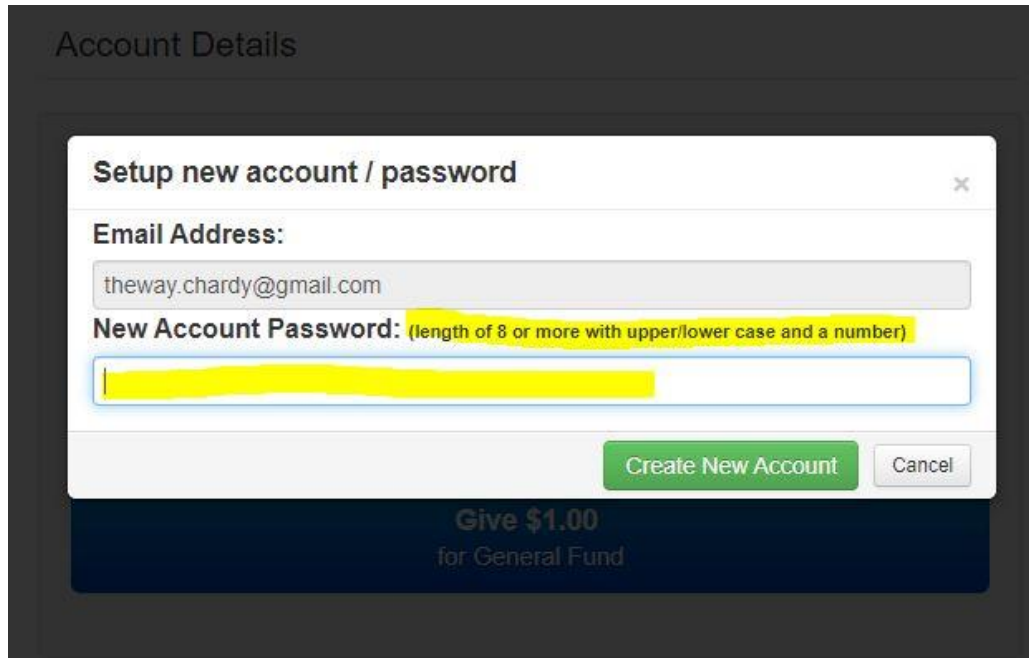 Account Details
Setup new account / password
×
Email Address:
theway.chardy@gmail.com
New Account Password: (length of 8 or more with upper/lower case and a number)
Create New Account Cancel
Give $1.00
for General Fund